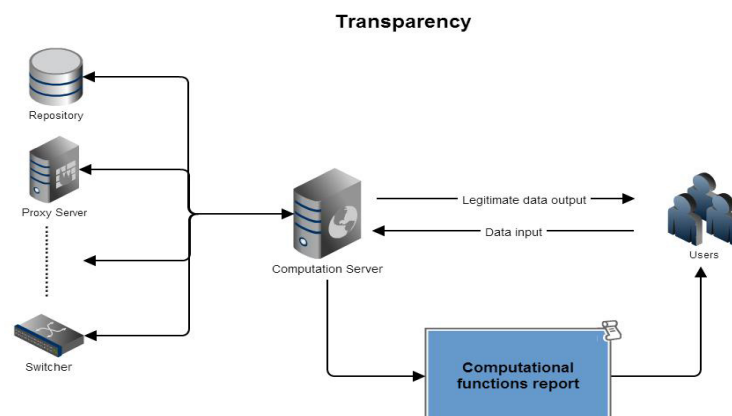 Transparency
Repository
Proxy Server
Switcher
Computation Server
Legitimate data output
Data input
Users
Computational
functions report